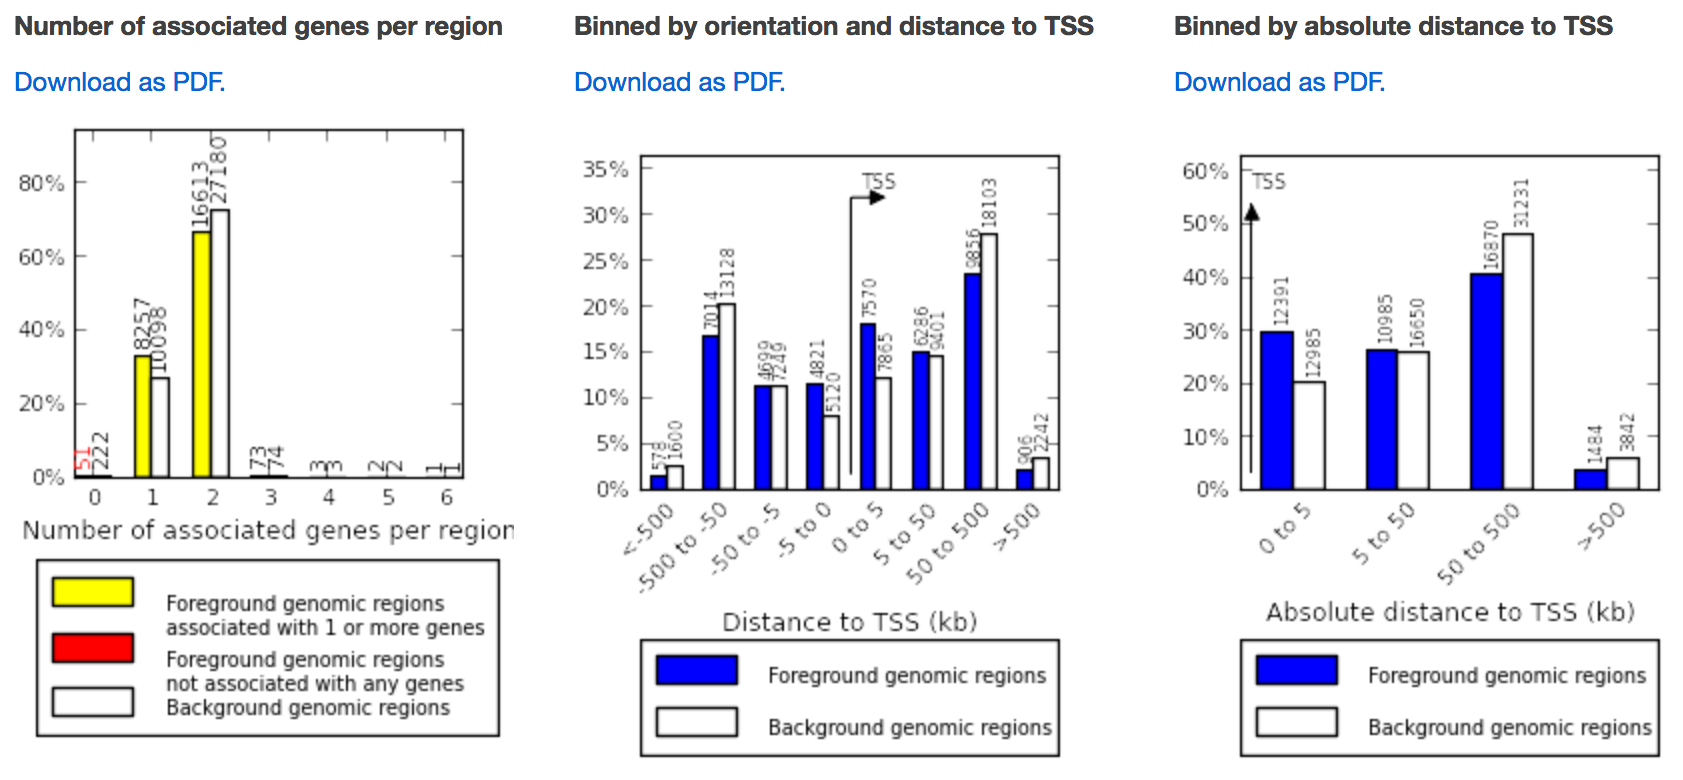 Number of associated genes per region
Download as PDF.
80%
60%
40%
20%
0%
51
222
8257
10098
16613
27180
73
74
3
3
2
2
1
1
0 1 2 3 4 5 6
Number of associated genes per region
Foreground genomic regions
associated with 1 or more genes
Foreground genomic regions
not associated with any genes
Background genomic regions
Binned by orientation and distance to TSS
Download as PDF.
35%
30%
25%
20%
15%
10%
5%
0%
TSS
578
1600
7014
13128
4699
7249
4821
5120
7570
7865
6286
9401
9856
18103
906
2242
<-500
-500 to -50
-50 to -5
-5 to 0
0 to 5
5 to 50
50 to 500
>500
Distance to TSS (kb)
Foreground genomic regions
Background genomic regions
Binned by absolute distance to TSS
Download as PDF.
60%
50%
40%
30%
20%
10%
0%
TSS
12391
12985
10985
16650
16870
31231
1484
3842
0 to 5
5 to 50
50 to 500
>500
Absolute distance to TSS (kb)
Foreground genomic regions
Background genomic regions